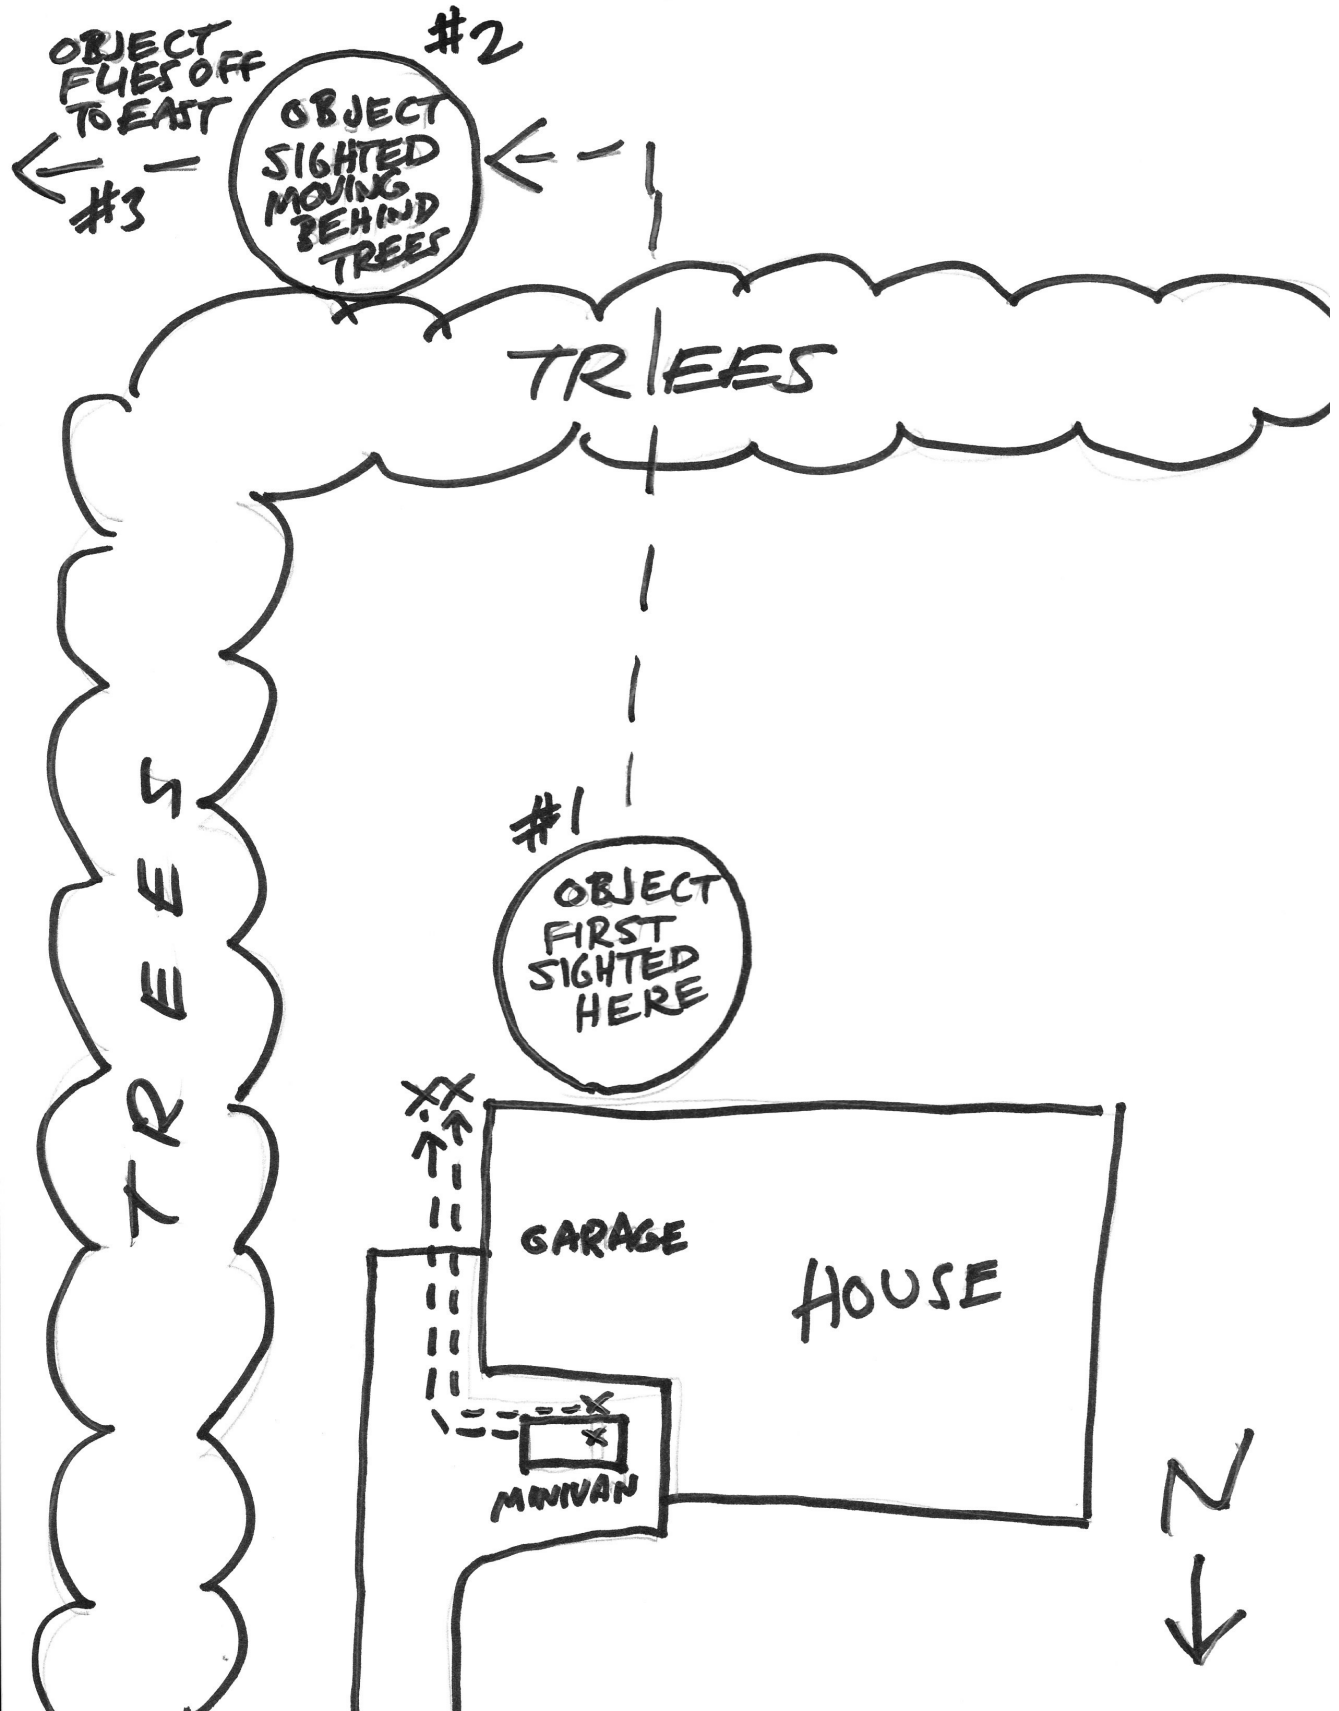 OBJECT
FLIES OFF
TO EAST
#3
#2
OBJECT
SIGHTED
MOVING
BEHIND
TREES
TREES
TREES
#1
OBJECT
FIRST
SIGHTED
HERE
XX
GARAGE
HOUSE
X
X
MINIVAN
N